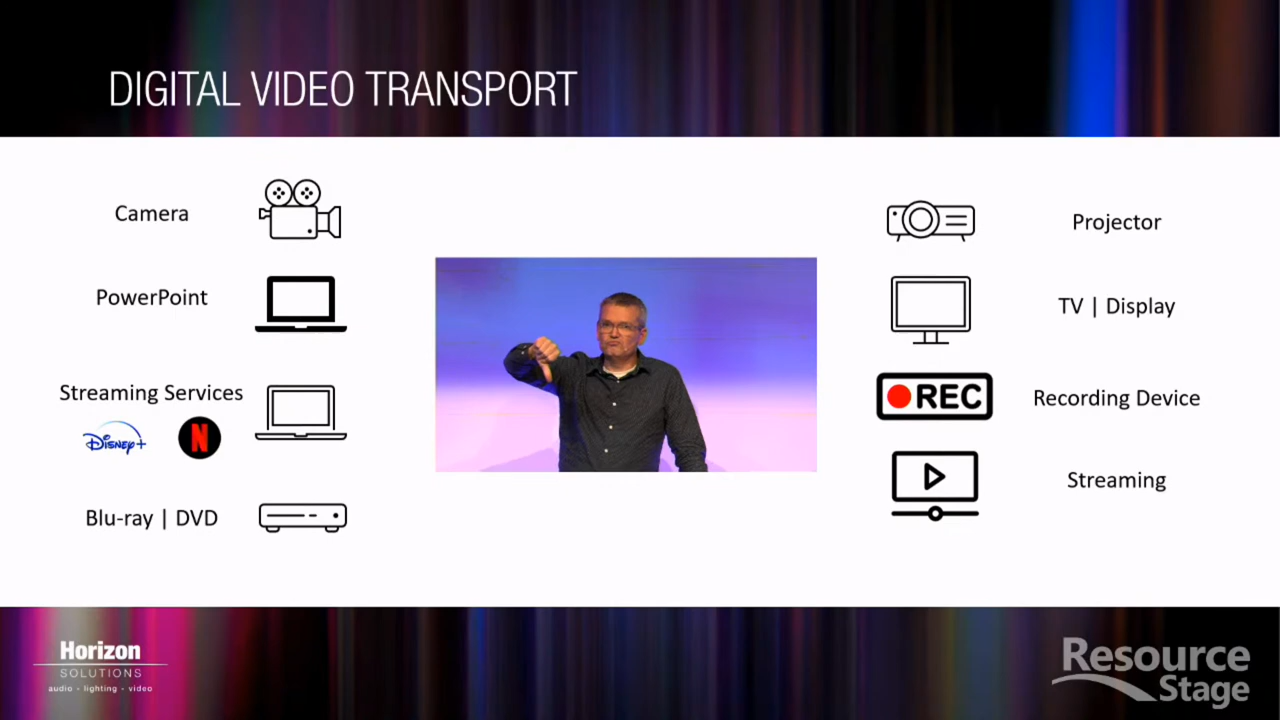 DIGITAL VIDEO TRANSPORT
Camera
PowerPoint
Streaming Services
Disney+
N
Blu-ray | DVD
Projector
TV | Display
REC
Recording Device
Streaming
Horizon
SOLUTIONS
audio - lighting - video
Resource
Stage